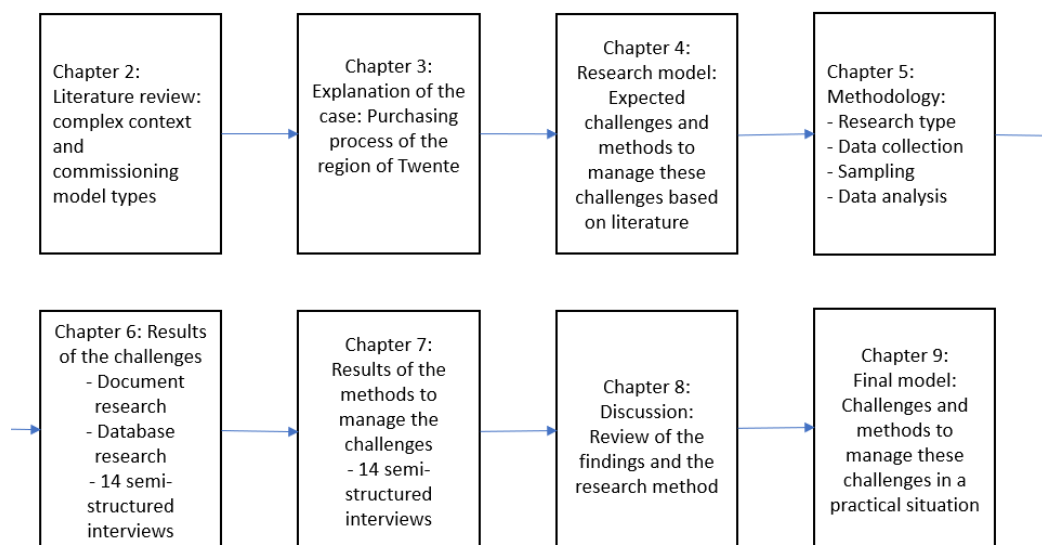 Chapter 2:
Literature review:
complex context
and
commissioning
model types
Chapter 3:
Explanation of the
case: Purchasing
process of the
region of Twente
Chapter 4:
Research model:
Expected
challenges and
methods to
manage these
challenges based
on literature
Chapter 5:
Methodology:
- Research type
- Data collection
- Sampling
- Data analysis
Chapter 6: Results
of the challenges
- Document
research
- Database
research
- 14 semi-
structured
interviews
Chapter 7:
Results of the
methods to
manage the
challenges
- 14 semi-
structured
interviews
Chapter 8:
Discussion:
Review of the
findings and the
research method
Chapter 9:
Final model:
Challenges and
methods to
manage these
challenges in a
practical situation